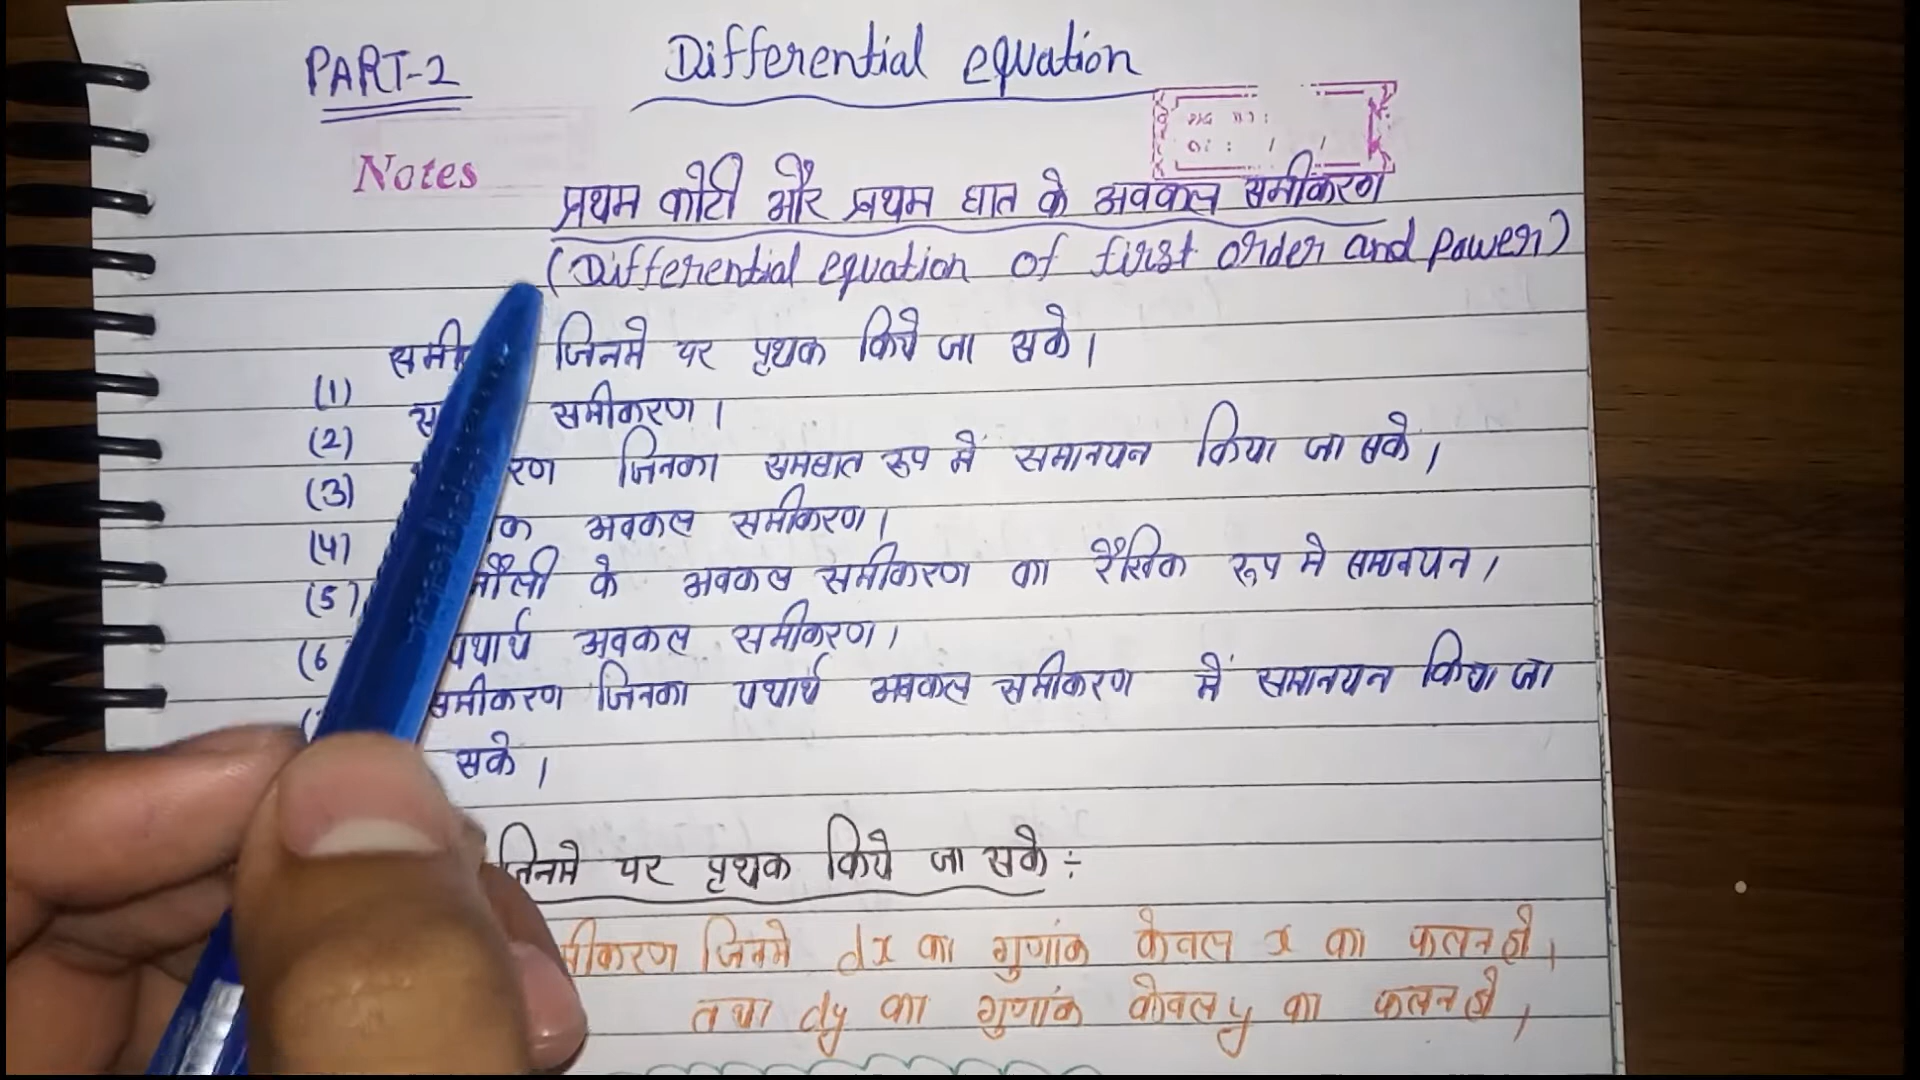 PART-2
Differential equation
Notes
प्रथम कोटी और प्रथम घात के अवकल समीकरण
(Differential equation of first order and power)
(1) समी जिनमे चर पृथक किये जा सके।
(2) स समीकरण।
(3) रण जिनका समघात रूप में समानयन किया जा सके।
(4) क अवकल समीकरण।
(5) नौली के अवकल समीकरण का रैखिक रूप मे समानयन।
(6 यथार्थ अवकल समीकरण।
समीकरण जिनका यथार्थ अवकल समीकरण में समानयन किया जा
सके।
जिनमे चर पृथक किये जा सके ÷
मीकरण जिनमे dx का गुणांक केवल x का फलन हो,
तथा dy का गुणांक केवल y का फलन हो,